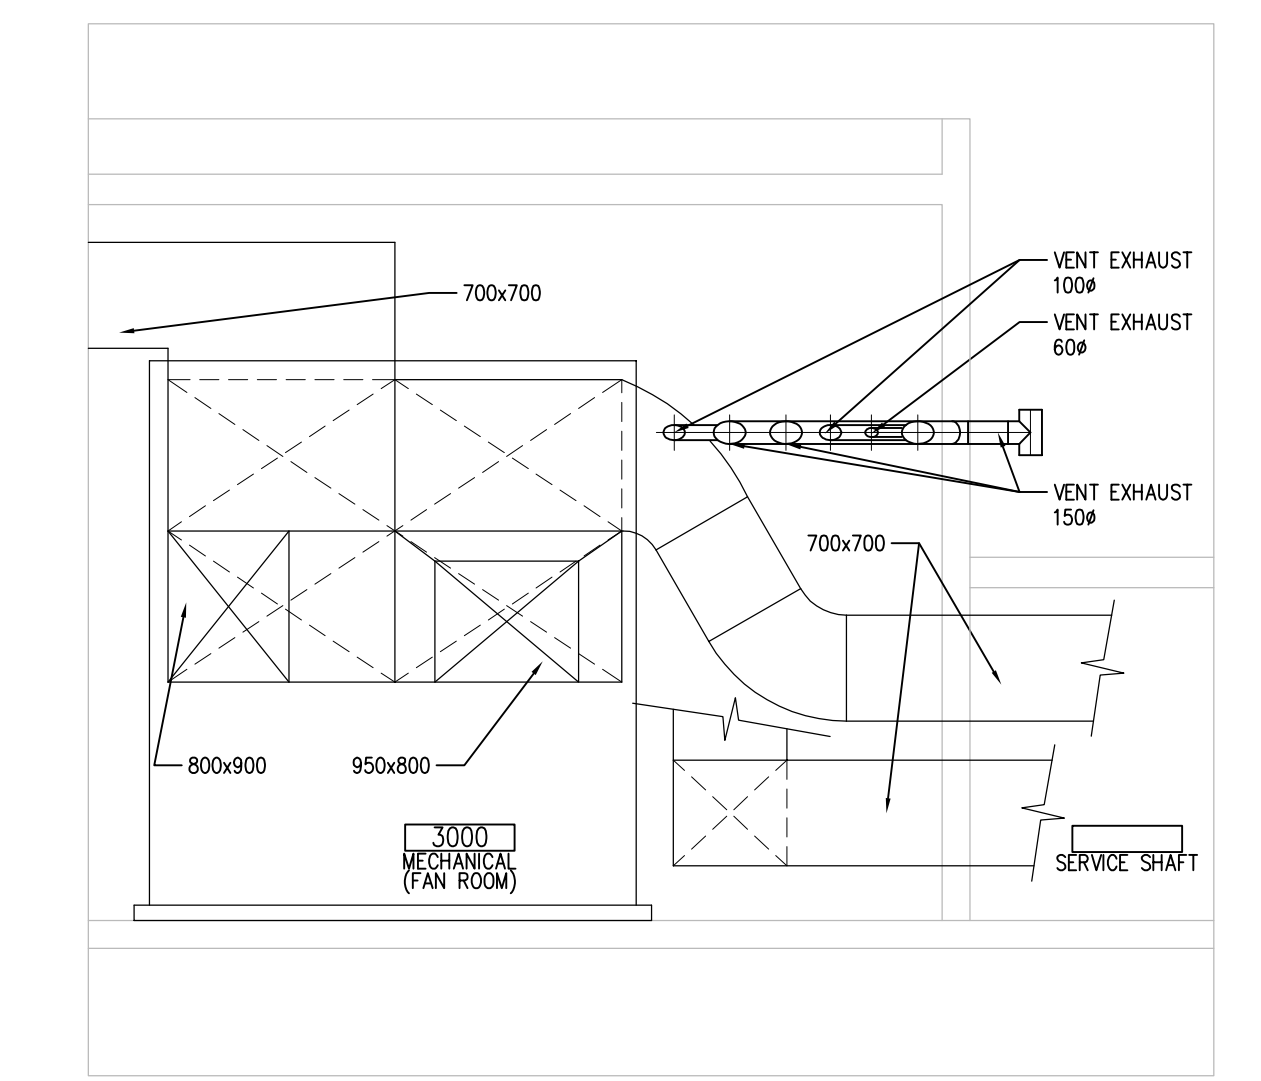 VENT EXHAUST
100ø
700x700
VENT EXHAUST
60ø
VENT EXHAUST
150ø
700x700
800x900
950x800
3000
MECHANICAL
(FAN ROOM)
SERVICE SHAFT